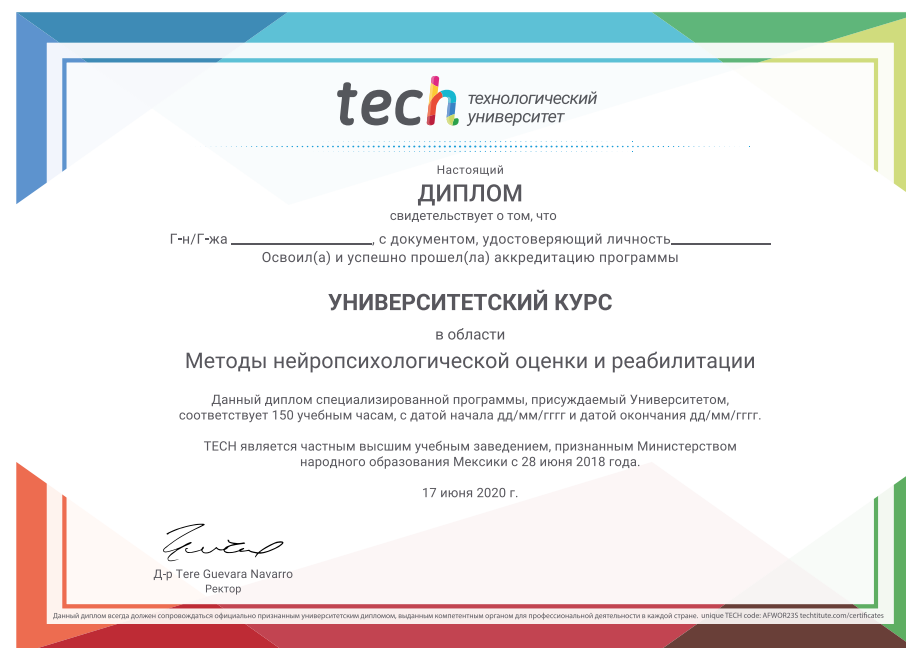 tech технологический
университет
Настоящий
ДИПЛОМ
свидетельствует о том, что
Г-н/Г-жа ____________________, с документом, удостоверяющий личность______________
Освоил(а) и успешно прошел(ла) аккредитацию программы
УНИВЕРСИТЕТСКИЙ КУРС
в области
Методы нейропсихологической оценки и реабилитации
Данный диплом специализированной программы, присуждаемый Университетом,
соответствует 150 учебным часам, с датой начала дд/мм/гггг и датой окончания дд/мм/гггг.
TECH является частным высшим учебным заведением, признанным Министерством
народного образования Мексики с 28 июня 2018 года.
17 июня 2020 г.
Д-р Tere Guevara Navarro
Ректор
Данный диплом всегда должен сопровождаться официально признанным университетским дипломом, выданным компетентным органом для профессиональной деятельности в каждой стране. unique TECH code: AFWOR23S techtitute.com/certificates